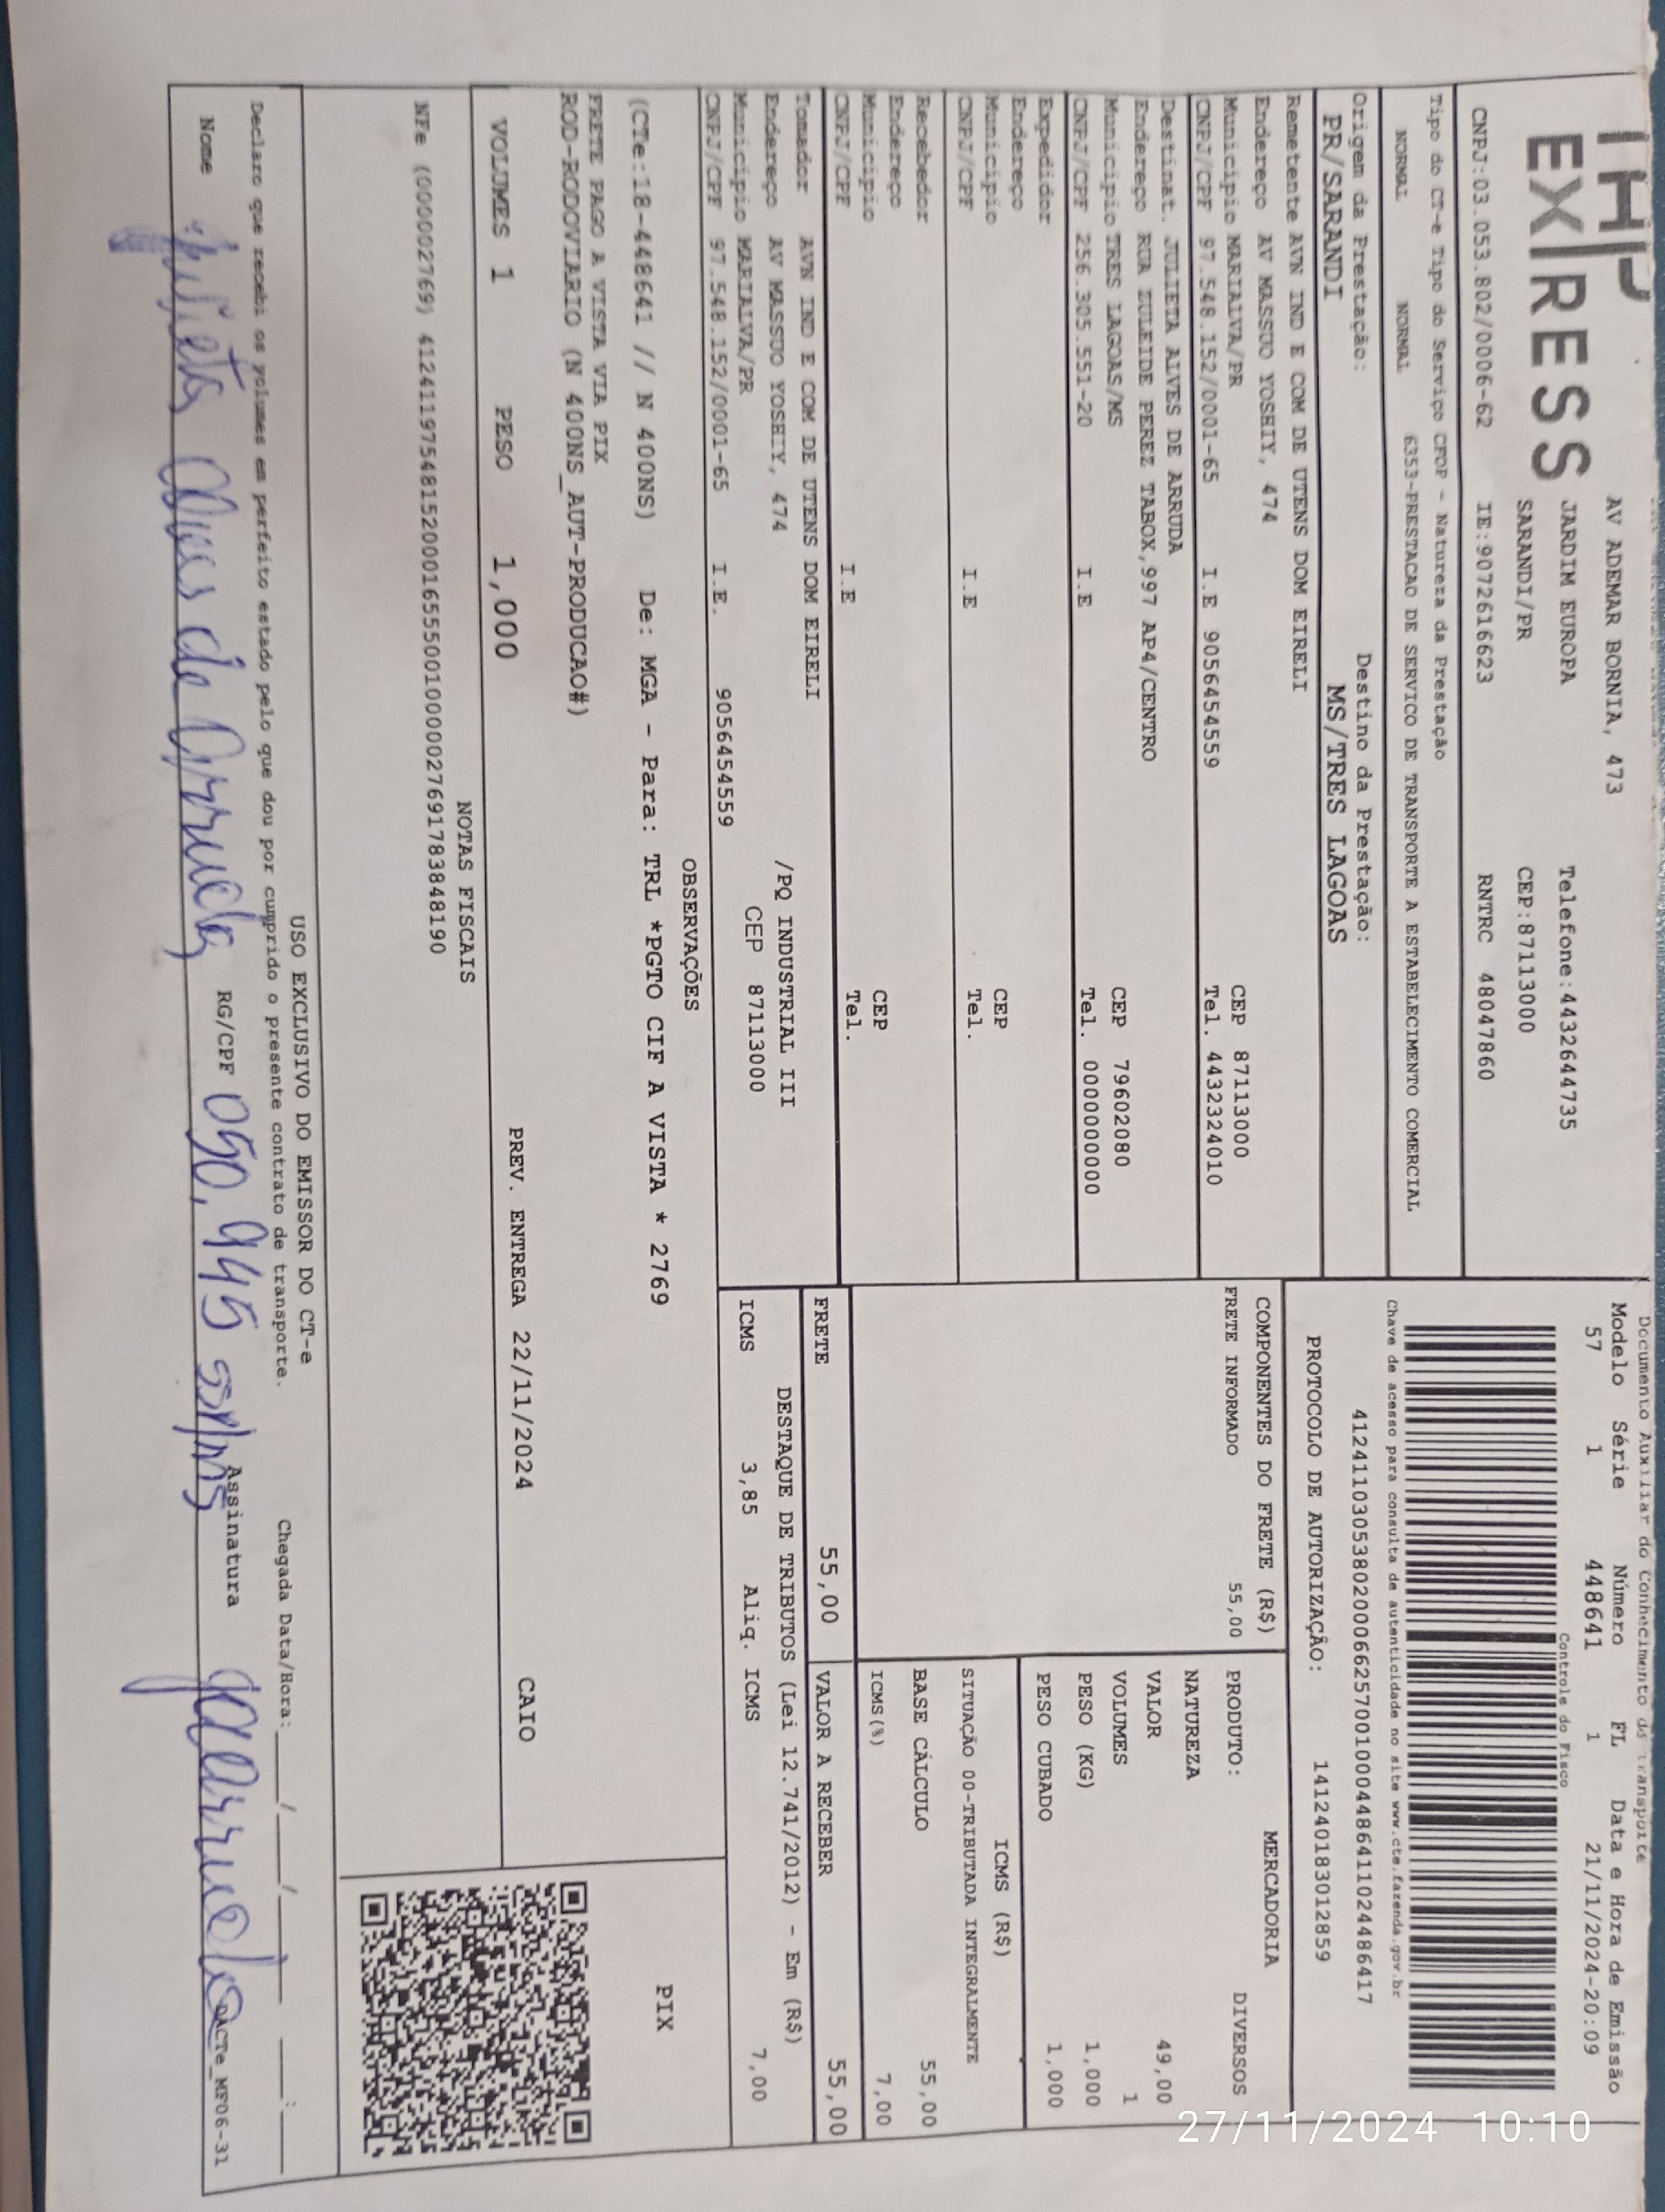 EX RESS
AV ADEMAR BORNIA, 473
JARDIM EUROPA Telefone:4432644735
SARANDI/PR CEP:87113000
CNPJ:03.053.802/0006-62 IE:9072616623 RNTRC 48047860
Tipo do CT-e Tipo do Serviço CFOP - Natureza da Prestação
NORMAL NORMAL 6353-PRESTACAO DE SERVICO DE TRANSPORTE A ESTABELECIMENTO COMERCIAL
Origem da Prestação: Destino da Prestação:
PR/SARANDI MS/TRES LAGOAS
Documento Auxiliar do Conhecimento de Transporte
Modelo Série Número FL Data e Hora de Emissão
57 1 448641 1 21/11/2024-20:09
Controle do Fisco
Chave de acesso para consulta de autenticidade no site www.cte.fazenda.gov.br
41241103053802000662570010004486411024486417
PROTOCOLO DE AUTORIZAÇÃO: 141240183012859
Remetente AVN IND E COM DE UTENS DOM EIRELI
Endereço AV MASSUO YOSHIY, 474
Município MARIALVA/PR CEP 87113000
CNPJ/CPF 97.548.152/0001-65 I.E 9056454559 Tel. 4432324010
Destinat. JULIETA ALVES DE ARRUDA
Endereço RUA ZULEIDE PEREZ TABOX,997 AP4/CENTRO
Município TRES LAGOAS/MS CEP 79602080
CNPJ/CPF 256.305.551-20 I.E Tel. 0000000000
Expedidor
Endereço
Município CEP
CNPJ/CPF I.E Tel.
Recebedor
Endereço
Município CEP
CNPJ/CPF I.E Tel.
Tomador AVN IND E COM DE UTENS DOM EIRELI
Endereço AV MASSUO YOSHIY, 474 /PQ INDUSTRIAL III
Município MARIALVA/PR CEP 87113000
CNPJ/CPF 97.548.152/0001-65 I.E. 9056454559
COMPONENTES DO FRETE (R$)
FRETE INFORMADO 55,00
MERCADORIA
PRODUTO: DIVERSOS
NATUREZA
VALOR 49,00
VOLUMES 1
PESO (KG) 1,000
PESO CUBADO 1,000
ICMS (R$)
SITUAÇÃO 00-TRIBUTADA INTEGRALMENTE
BASE CÁLCULO 55,00
ICMS(%) 7,00
FRETE 55,00 VALOR A RECEBER 55,00
DESTAQUE DE TRIBUTOS (Lei 12.741/2012) - Em (R$)
ICMS 3,85 Aliq. ICMS 7,00
OBSERVAÇÕES
(CTe:18-448641 // N 400NS) De: MGA - Para: TRL *PGTO CIF A VISTA * 2769
FRETE PAGO A VISTA VIA PIX
ROD-RODOVIARIO (N 400NS_AUT-PRODUCAO#)
PIX
VOLUMES 1 PESO 1,000 PREV. ENTREGA 22/11/2024 CAIO
NOTAS FISCAIS
NFe (000002769) 41241197548152000165550010000027691783848190
USO EXCLUSIVO DO EMISSOR DO CT-e
Declaro que recebi os volumes em perfeito estado pelo que dou por cumprido o presente contrato de transporte. Chegada Data/Hora:____/____/____ ___:___
Nome Julieta Alves de Arruda RG/CPF 050,945 SSP/MS Assinatura JAArruda
DACTe_MF06-31
27/11/2024 10:10